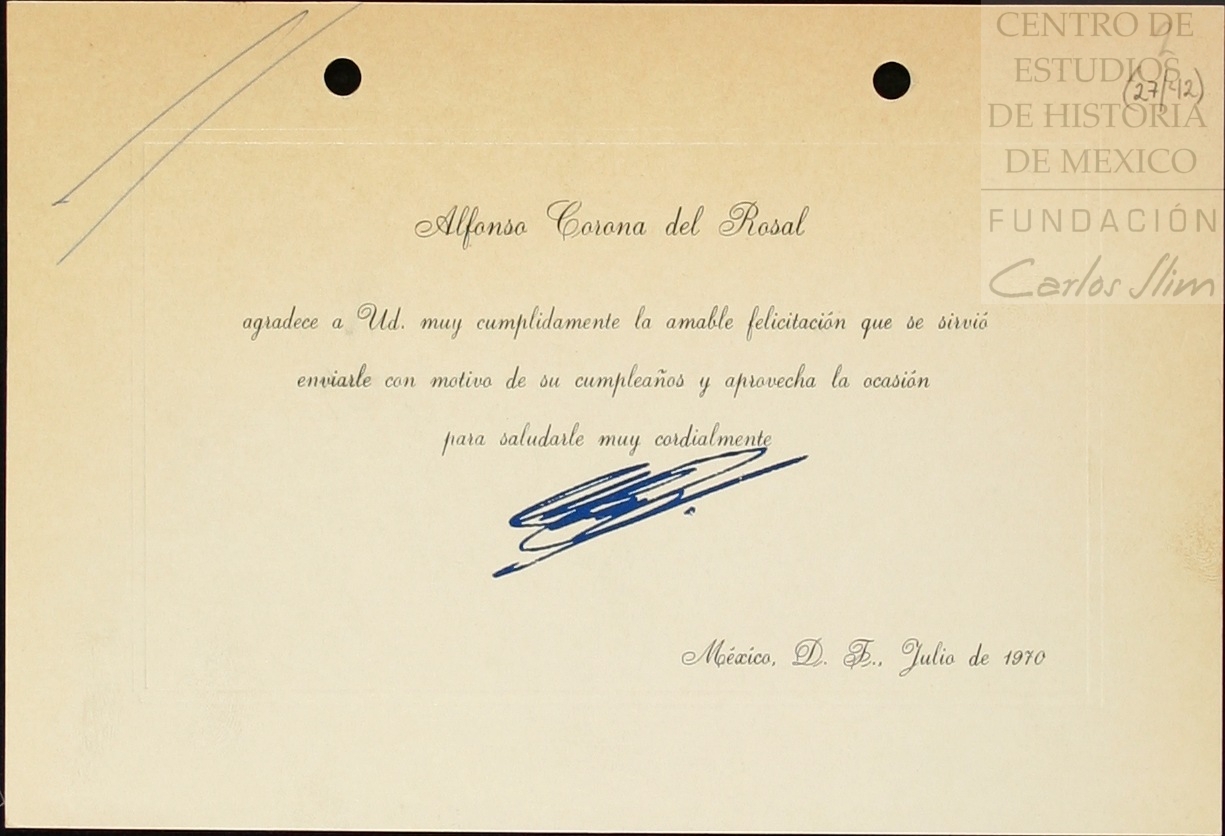 CENTRO DE
ESTUDIOS
DE HISTORIA
DE MEXICO
FUNDACIÓN
Carlos Slim
Alfonso Corona del Rosal
agradece a Ud. muy cumplidamente la amable felicitación que se sirvió
enviarle con motivo de su cumpleaños y aprovecha la ocasión
para saludarle muy cordialmente
México, D. F., Julio de 1970